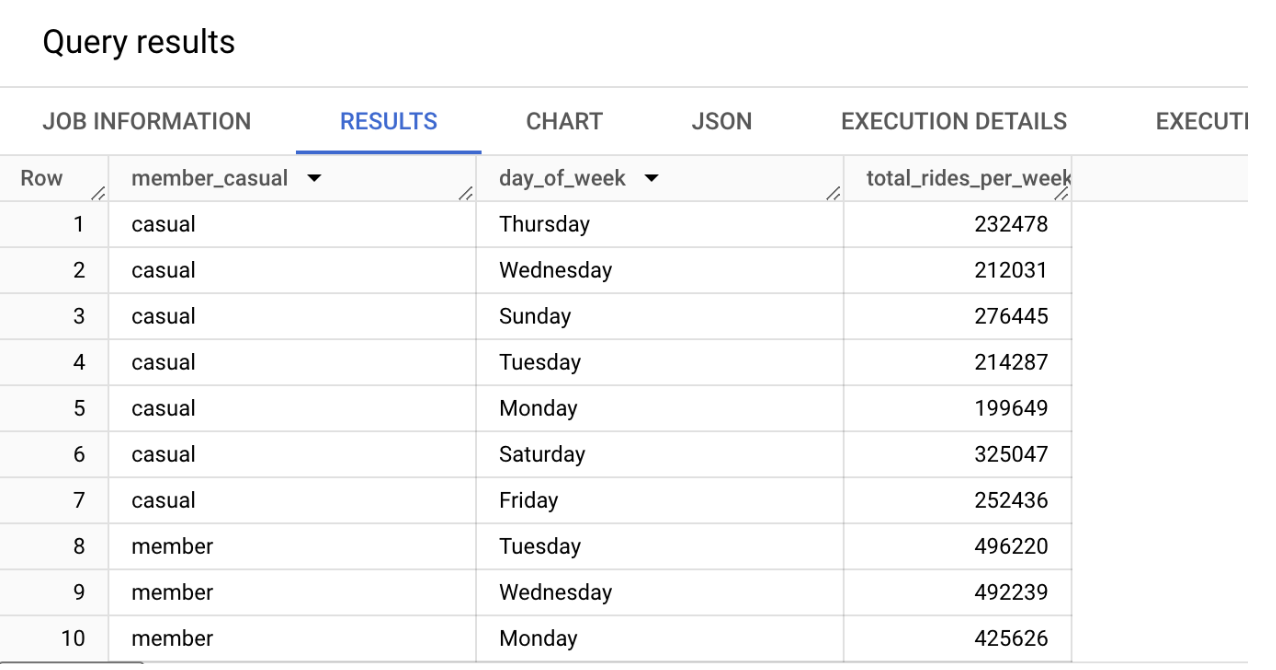 Query results
JOB INFORMATION RESULTS CHART JSON EXECUTION DETAILS
Row member_casual day_of_week total_rides_per_week
1 casual Thursday 232478
2 casual Wednesday 212031
3 casual Sunday 276445
4 casual Tuesday 214287
5 casual Monday 199649
6 casual Saturday 325047
7 casual Friday 252436
8 member Tuesday 496220
9 member Wednesday 492239
10 member Monday 425626